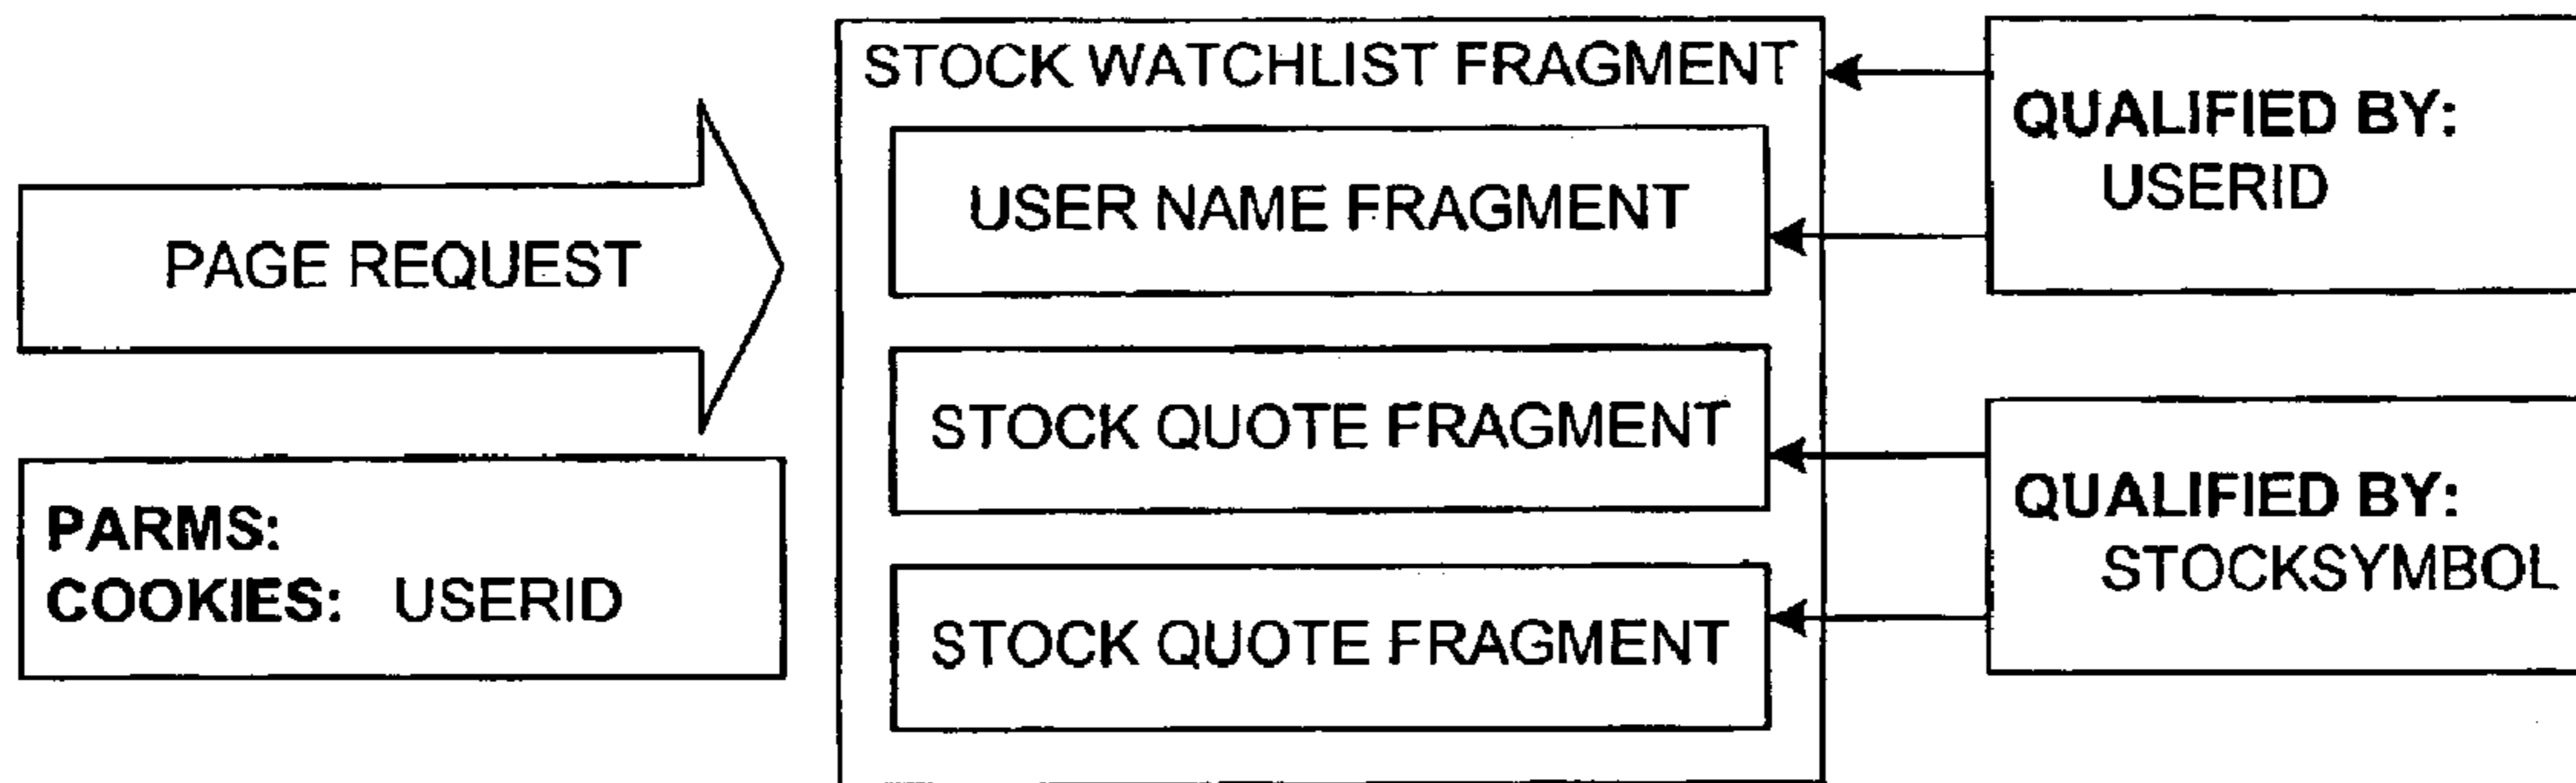 PAGE REQUEST
PARMS:
COOKIES: USERID
STOCK WATCHLIST FRAGMENT
USER NAME FRAGMENT
STOCK QUOTE FRAGMENT
STOCK QUOTE FRAGMENT
QUALIFIED BY:
USERID
QUALIFIED BY:
STOCKSYMBOL